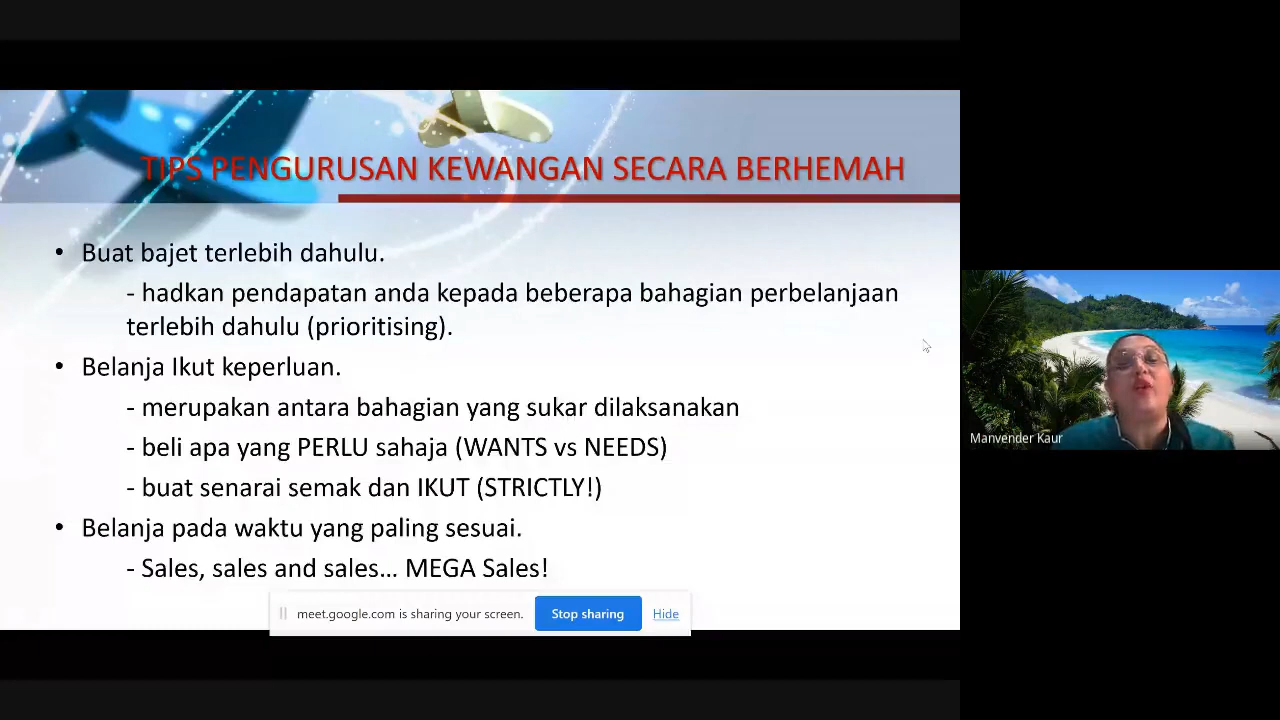 TIPS PENGURUSAN KEWANGAN SECARA BERHEMAH
• Buat bajet terlebih dahulu.
- hadkan pendapatan anda kepada beberapa bahagian perbelanjaan
terlebih dahulu (prioritising).
• Belanja Ikut keperluan.
- merupakan antara bahagian yang sukar dilaksanakan
- beli apa yang PERLU sahaja (WANTS vs NEEDS)
- buat senarai semak dan IKUT (STRICTLY!)
• Belanja pada waktu yang paling sesuai.
- Sales, sales and sales... MEGA Sales!
meet.google.com is sharing your screen. Stop sharing Hide
Manvender Kaur